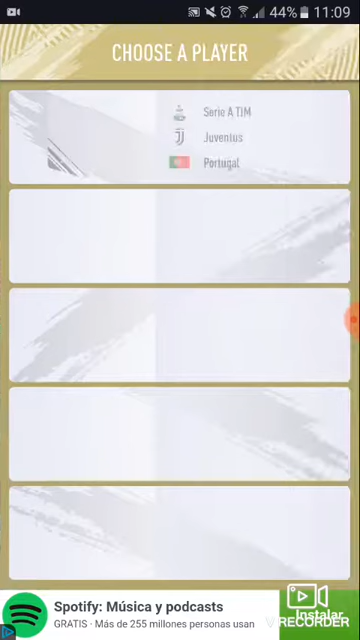 44% 11:09
CHOOSE A PLAYER
Serie A TIM
Juventus
Portugal
Spotify: Música y podcasts
GRATIS · Más de 255 millones personas usan
Instalar
RECORDER